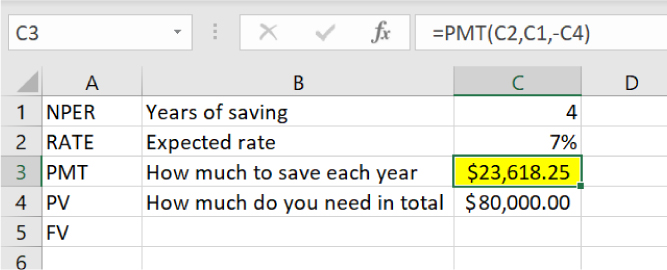 C3 fx =PMT(C2,C1,-C4)
A B C D
1 NPER Years of saving 4
2 RATE Expected rate 7%
3 PMT How much to save each year $23,618.25
4 PV How much do you need in total $80,000.00
5 FV
6